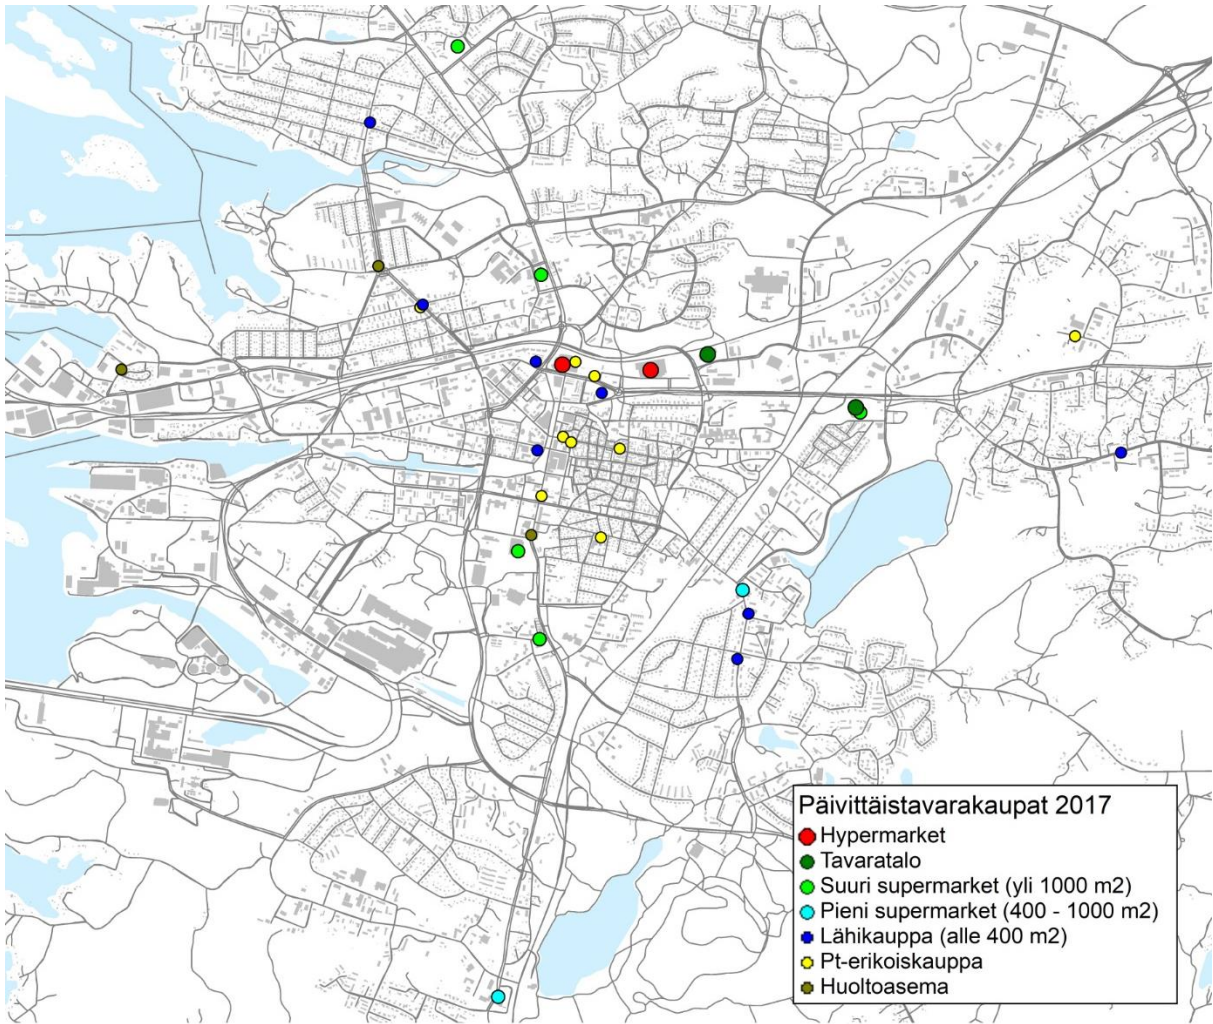 Päivittäistavarakaupat 2017
Hypermarket
Tavaratalo
Suuri supermarket (yli 1000 m2)
Pieni supermarket (400 - 1000 m2)
Lähikauppa (alle 400 m2)
Pt-erikoiskauppa
Huoltoasema